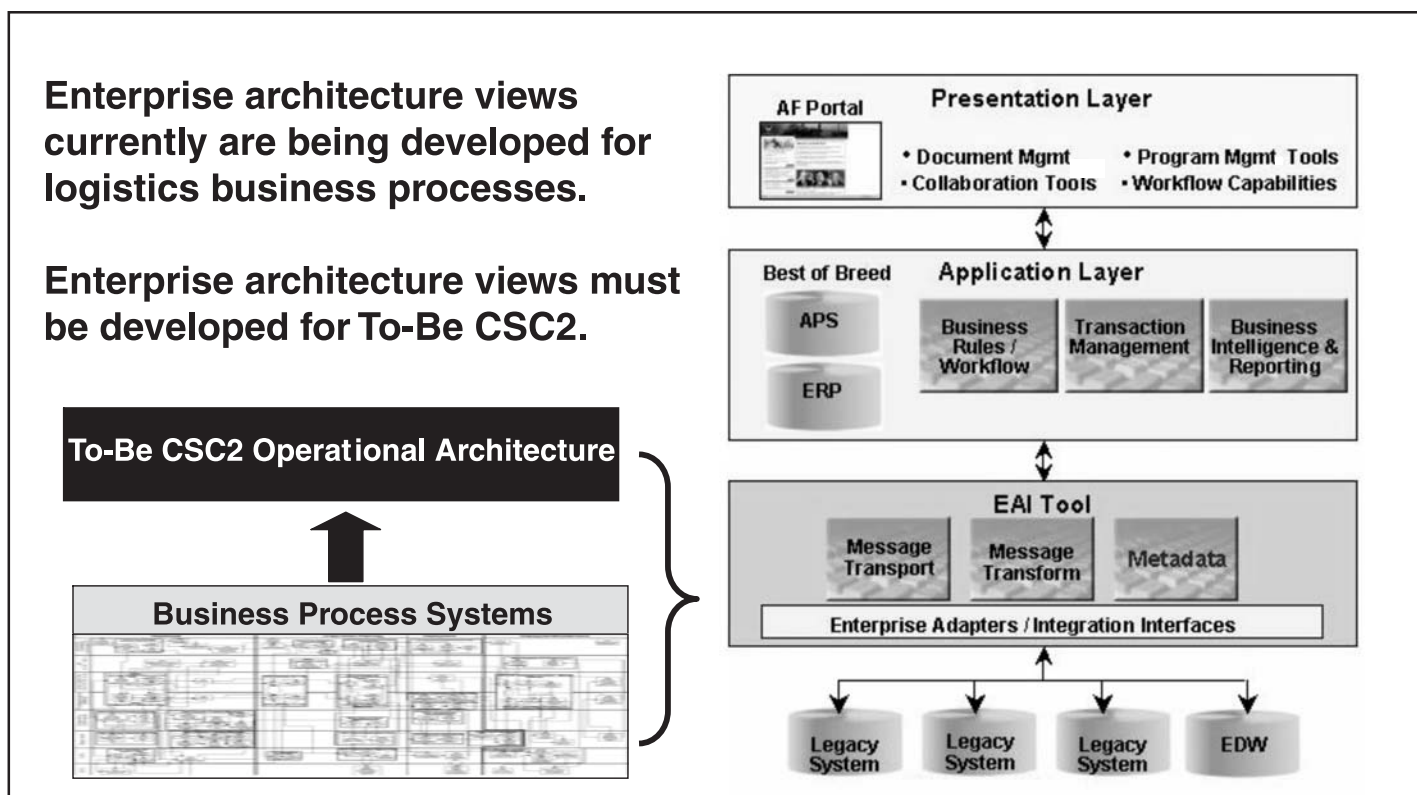 Enterprise architecture views
currently are being developed for
logistics business processes.
Enterprise architecture views must
be developed for To-Be CSC2.
To-Be CSC2 Operational Architecture
Business Process Systems
AF Portal
Presentation Layer
• Document Mgmt
• Program Mgmt Tools
• Collaboration Tools
• Workflow Capabilities
Best of Breed
Application Layer
APS
ERP
Business
Rules /
Workflow
Transaction
Management
Business
Intelligence &
Reporting
EAI Tool
Message
Transport
Message
Transform
Metadata
Enterprise Adapters / Integration Interfaces
Legacy
System
Legacy
System
Legacy
System
EDW